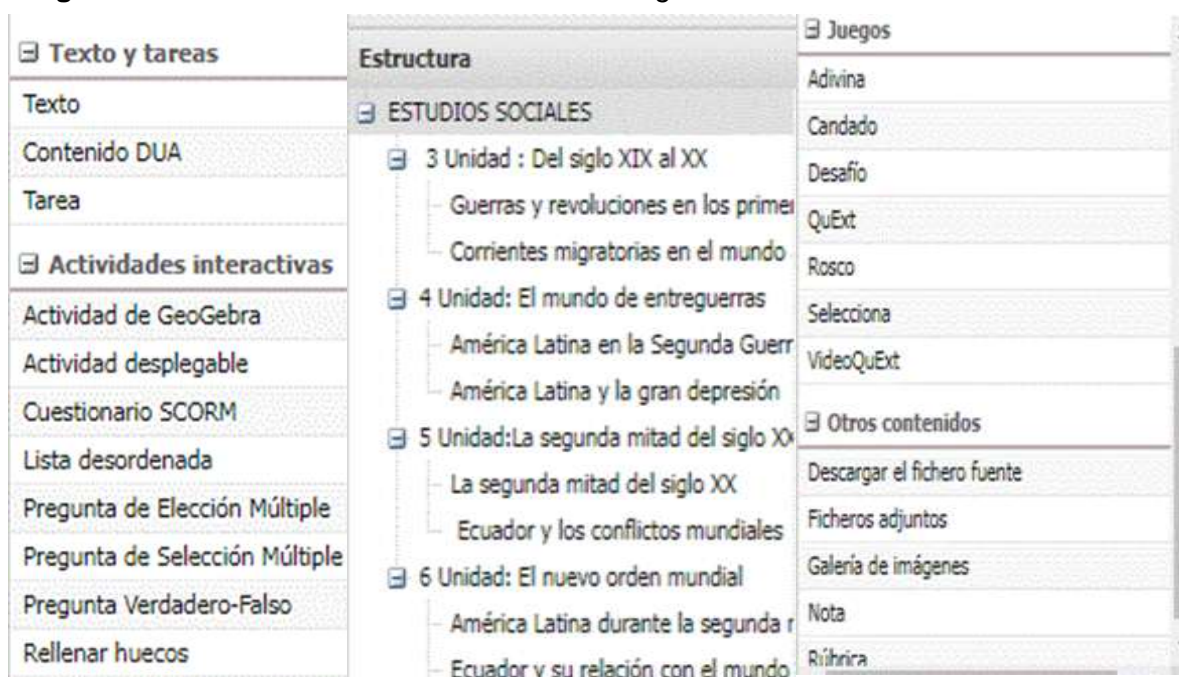 Texto y tareas
Texto
Contenido DUA
Tarea
Actividades interactivas
Actividad de GeoGebra
Actividad desplegable
Cuestionario SCORM
Lista desordenada
Pregunta de Elección Múltiple
Pregunta de Selección Múltiple
Pregunta Verdadero-Falso
Rellenar huecos
Estructura
ESTUDIOS SOCIALES
3 Unidad : Del siglo XIX al XX
Guerras y revoluciones en los primer
Corrientes migratorias en el mundo
4 Unidad: El mundo de entreguerras
América Latina en la Segunda Guerr
América Latina y la gran depresión
5 Unidad:La segunda mitad del siglo XX
La segunda mitad del siglo XX
Ecuador y los conflictos mundiales
6 Unidad: El nuevo orden mundial
América Latina durante la segunda
Ecuador y su relación con el mundo
Juegos
Adivina
Candado
Desafío
QuExt
Rosco
Selecciona
VideoQuExt
Otros contenidos
Descargar el fichero fuente
Ficheros adjuntos
Galería de imágenes
Nota
Rúbrica